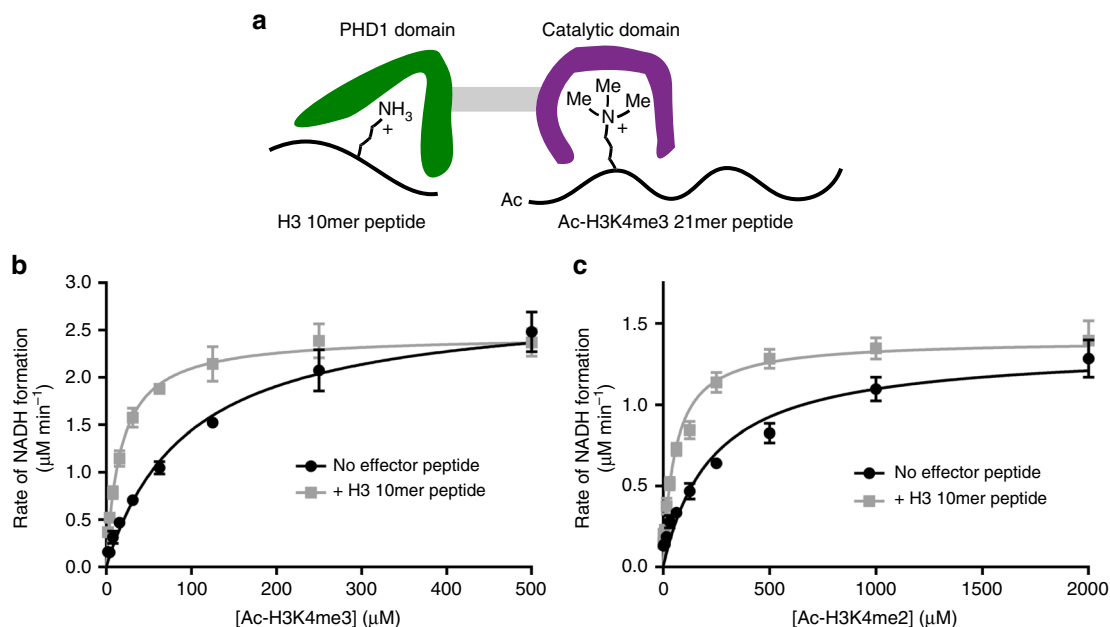 a
PHD1 domain
Catalytic domain
NH3
+
Me
Me
Me
N
+
Ac
H3 10mer peptide
Ac-H3K4me3 21mer peptide
b
Rate of NADH formation
(μM min−1)
3.0
2.5
2.0
1.5
1.0
0.5
0.0
No effector peptide
+ H3 10mer peptide
0
100
200
300
400
500
[Ac-H3K4me3] (μM)
c
Rate of NADH formation
(μM min−1)
1.5
1.0
0.5
0.0
No effector peptide
+ H3 10mer peptide
0
500
1000
1500
2000
[Ac-H3K4me2] (μM)